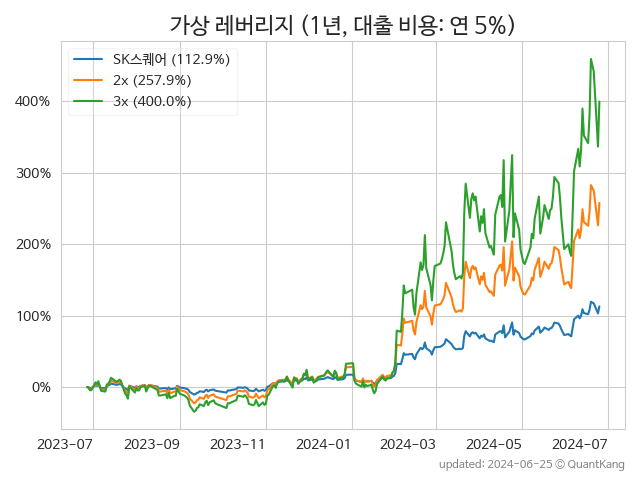 가상 레버리지 (1년, 대출 비용: 연 5%)
SK스퀘어 (112.9%)
2x (257.9%)
3x (400.0%)
400%
300%
200%
100%
0%
2023-07 2023-09 2023-11 2024-01 2024-03 2024-05 2024-07
updated: 2024-06-25 © QuantKang